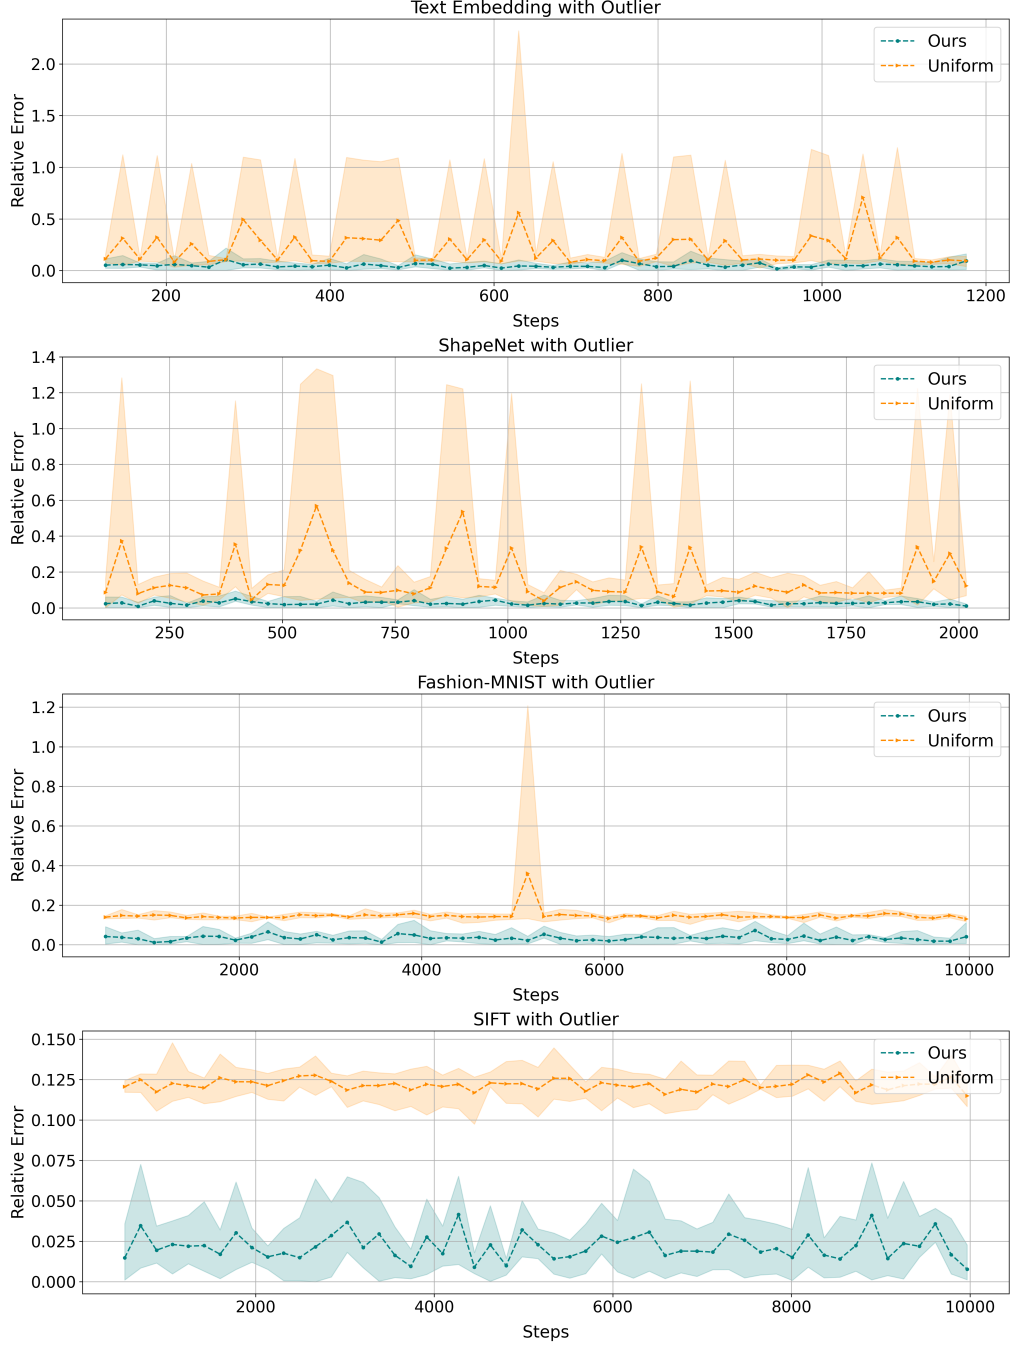 Text Embedding with Outlier
Relative Error
2.0
1.5
1.0
0.5
0.0
Ours
Uniform
200 400 600 800 1000 1200
Steps
ShapeNet with Outlier
Relative Error
1.4
1.2
1.0
0.8
0.6
0.4
0.2
0.0
Ours
Uniform
250 500 750 1000 1250 1500 1750 2000
Steps
Fashion-MNIST with Outlier
Relative Error
1.2
1.0
0.8
0.6
0.4
0.2
0.0
Ours
Uniform
2000 4000 6000 8000 10000
Steps
SIFT with Outlier
Relative Error
0.150
0.125
0.100
0.075
0.050
0.025
0.000
Ours
Uniform
2000 4000 6000 8000 10000
Steps